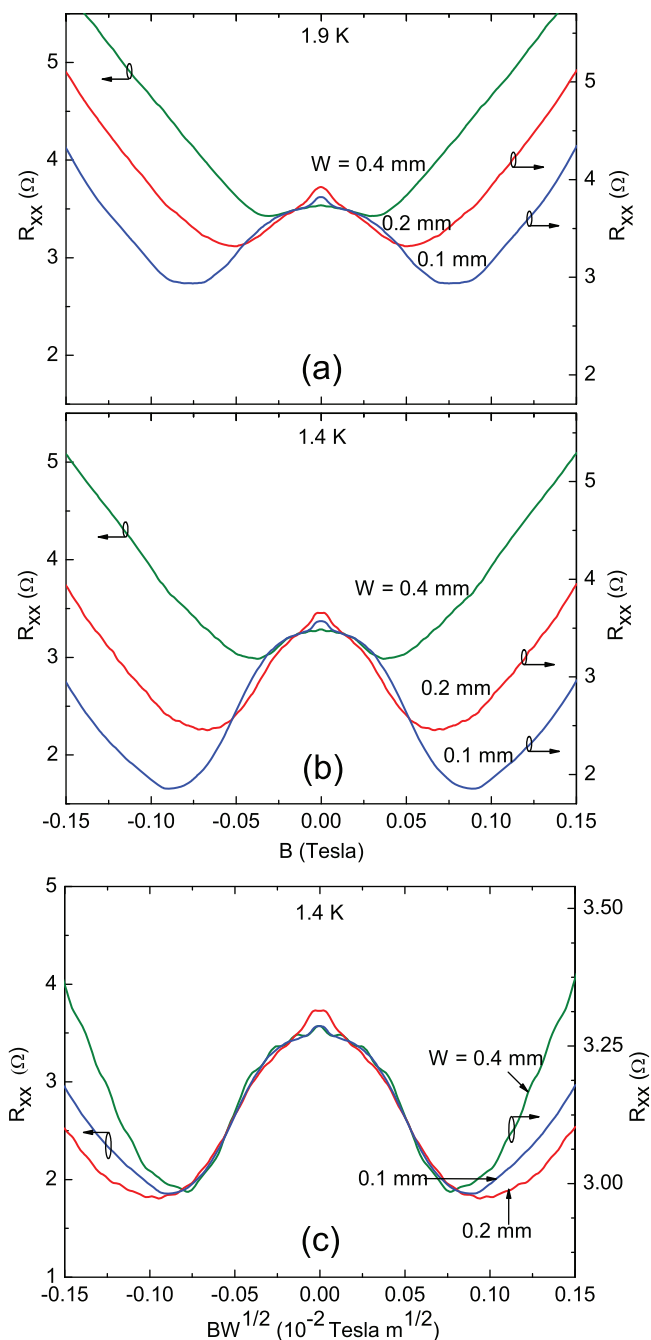 1.9 K
5
4
3
2
5
4
3
2
R_xx (Ω)
R_xx (Ω)
W = 0.4 mm
0.2 mm
0.1 mm
(a)
1.4 K
5
4
3
2
5
4
3
2
R_xx (Ω)
R_xx (Ω)
W = 0.4 mm
0.2 mm
0.1 mm
(b)
-0.15 -0.10 -0.05 0.00 0.05 0.10 0.15
B (Tesla)
1.4 K
5
4
3
2
1
3.50
3.25
3.00
R_xx (Ω)
R_xx (Ω)
W = 0.4 mm
0.1 mm
0.2 mm
(c)
-0.15 -0.10 -0.05 0.00 0.05 0.10 0.15
BW^1/2 (10^-2 Tesla m^1/2)